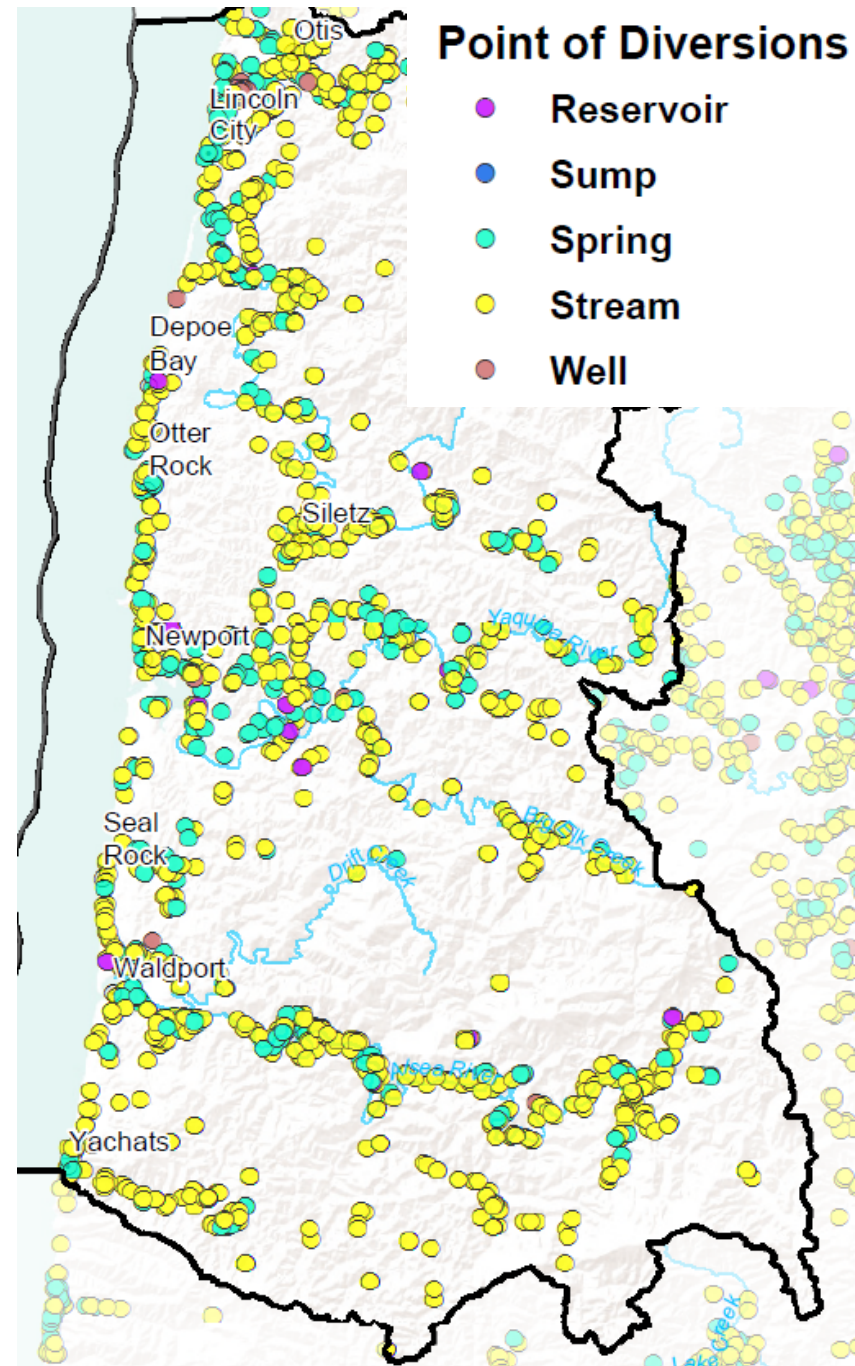 Point of Diversions
Reservoir
Sump
Spring
Stream
Well
Otis
Lincoln
City
Depoe
Bay
Otter
Rock
Siletz
Newport
Yaquina River
Seal
Rock
Big Elk Creek
Drift Creek
Waldport
Alsea River
Yachats
Lake Creek